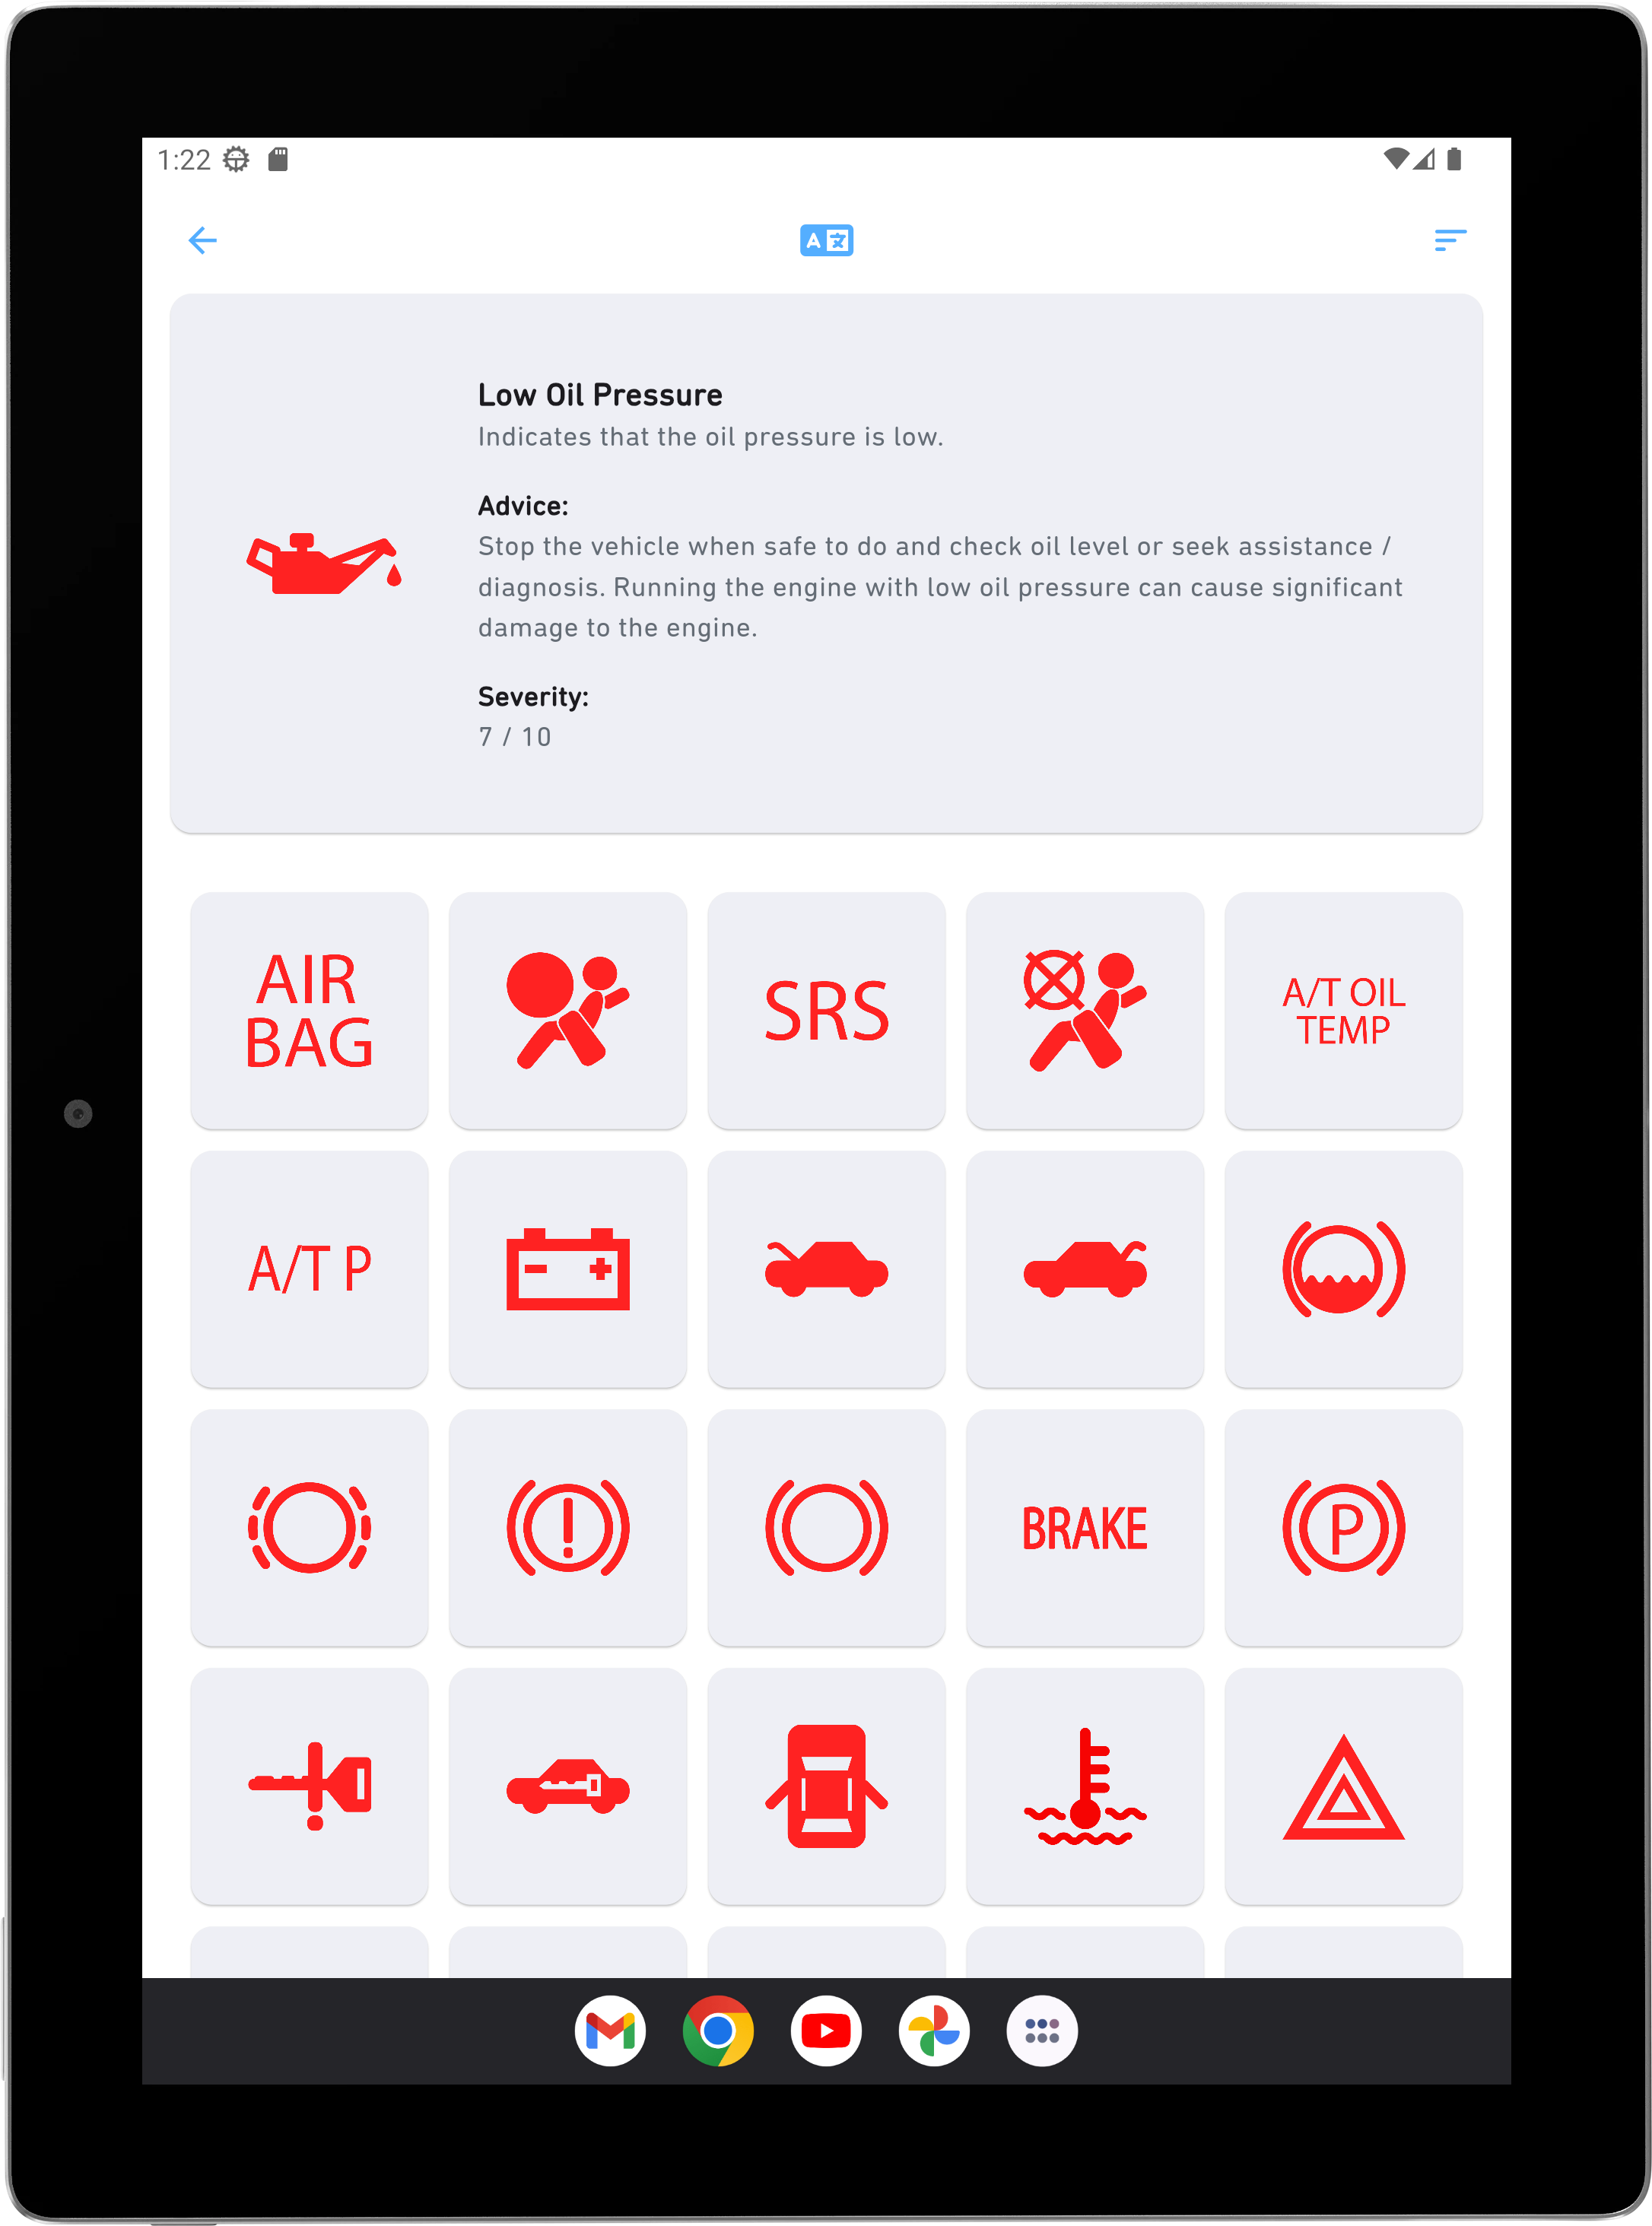 1:22
A 文
Low Oil Pressure
Indicates that the oil pressure is low.
Advice:
Stop the vehicle when safe to do and check oil level or seek assistance /
diagnosis. Running the engine with low oil pressure can cause significant
damage to the engine.
Severity:
7 / 10
AIR
BAG
SRS
A/T OIL
TEMP
A/T P
BRAKE
P